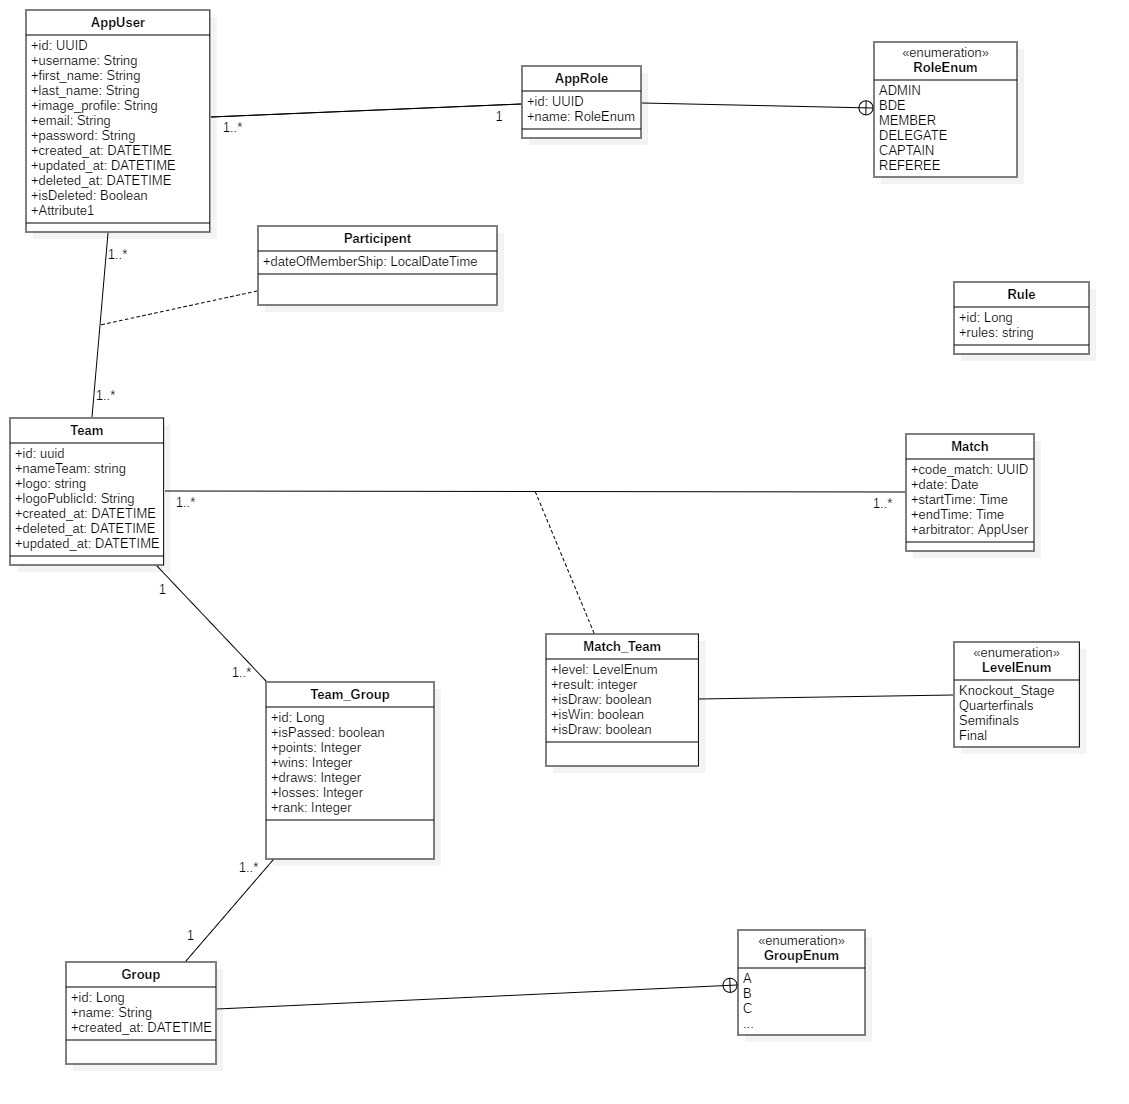 AppUser
+id: UUID
+username: String
+first_name: String
+last_name: String
+image_profile: String
+email: String
+password: String
+created_at: DATETIME
+updated_at: DATETIME
+deleted_at: DATETIME
+isDeleted: Boolean
+Attribute1
1..*
1
AppRole
+id: UUID
+name: RoleEnum
«enumeration»
RoleEnum
ADMIN
BDE
MEMBER
DELEGATE
CAPTAIN
REFEREE
1..*
Participent
+dateOfMemberShip: LocalDateTime
Rule
+id: Long
+rules: string
1..*
Team
+id: uuid
+nameTeam: string
+logo: string
+logoPublicId: String
+created_at: DATETIME
+deleted_at: DATETIME
+updated_at: DATETIME
1..*
1..*
Match
+code_match: UUID
+date: Date
+startTime: Time
+endTime: Time
+arbitrator: AppUser
1
1..*
Team_Group
+id: Long
+isPassed: boolean
+points: Integer
+wins: Integer
+draws: Integer
+losses: Integer
+rank: Integer
Match_Team
+level: LevelEnum
+result: integer
+isDraw: boolean
+isWin: boolean
+isDraw: boolean
«enumeration»
LevelEnum
Knockout_Stage
Quarterfinals
Semifinals
Final
1..*
1
Group
+id: Long
+name: String
+created_at: DATETIME
«enumeration»
GroupEnum
A
B
C
...